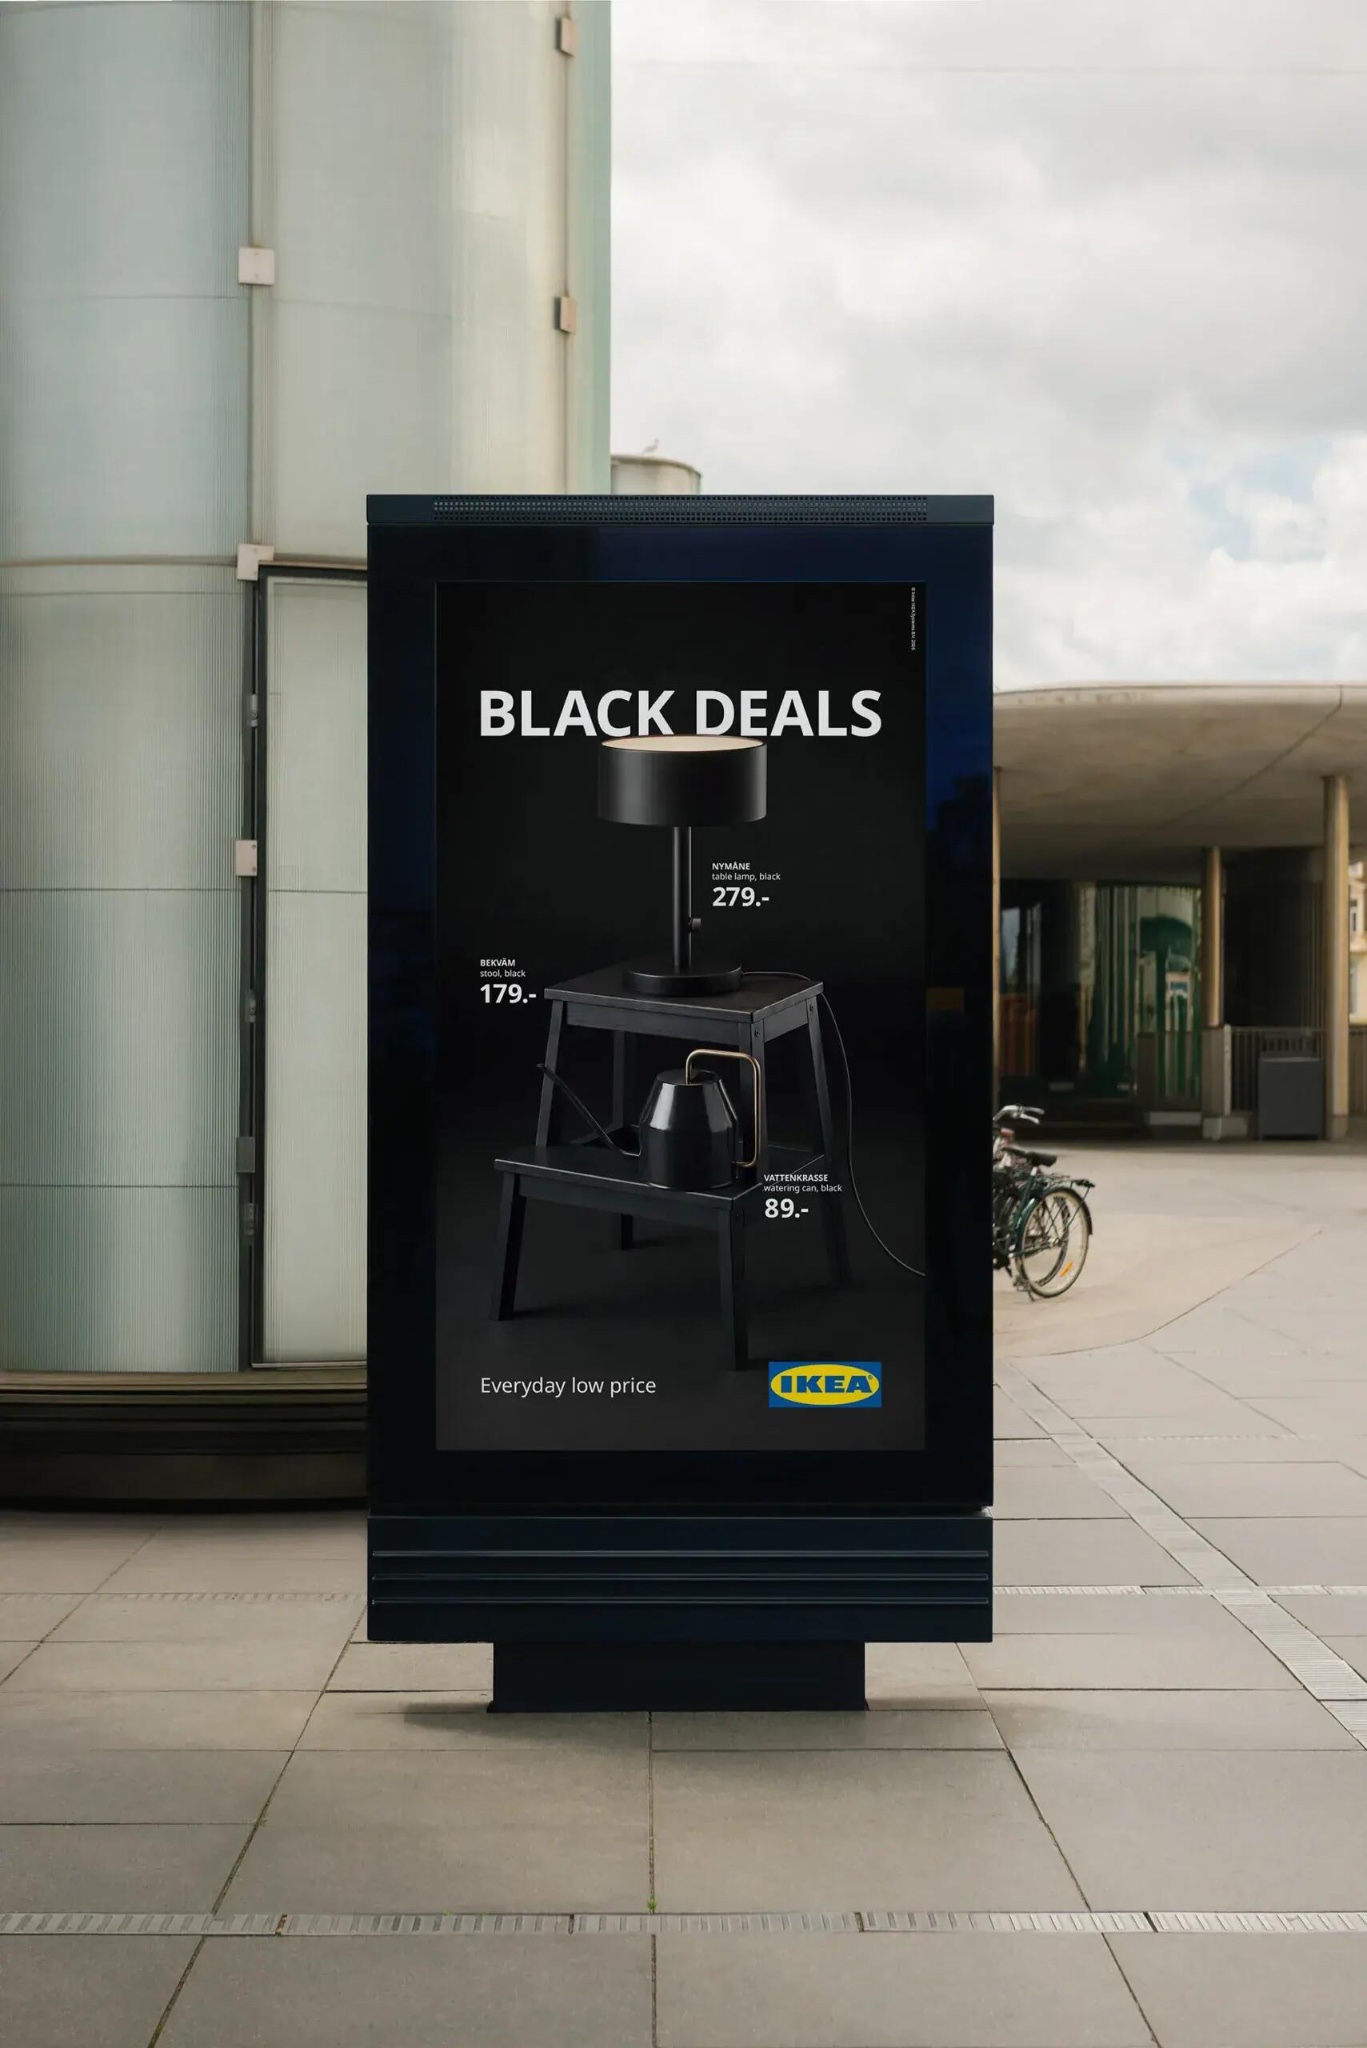 BLACK DEALS
NYMÅNE
table lamp, black
279.-
BEKVÄM
stool, black
179.-
VATTENKRASSE
watering can, black
89.-
Everyday low price
IKEA